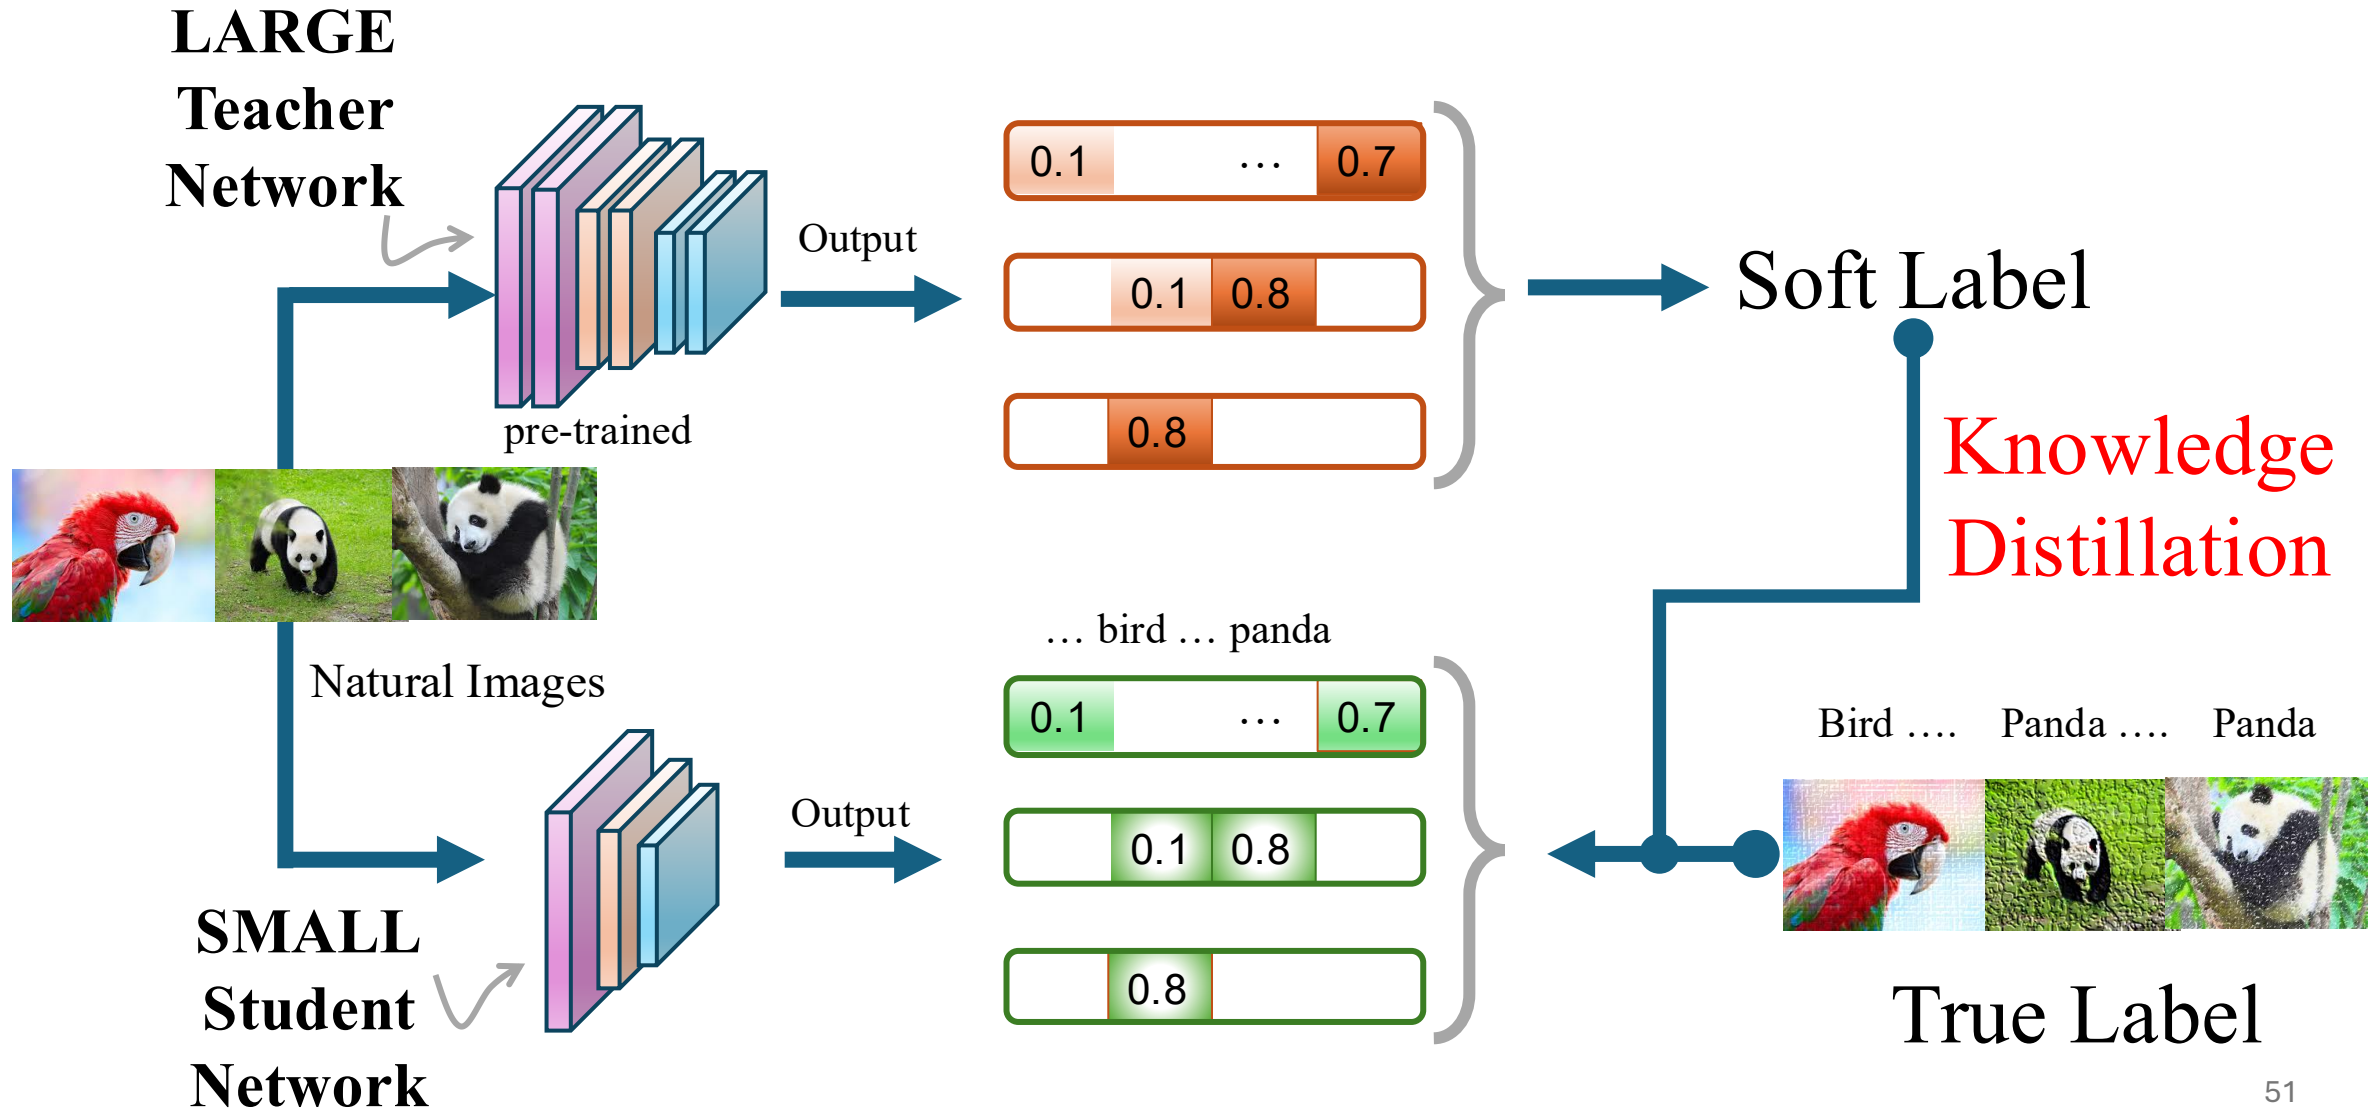 LARGE
Teacher
Network
Output
pre-trained
0.1 … 0.7
0.1 0.8
0.8
Soft Label
Knowledge
Distillation
Natural Images
… bird … panda
Output
0.1 … 0.7
0.1 0.8
0.8
Bird .... Panda .... Panda
True Label
SMALL
Student
Network
51